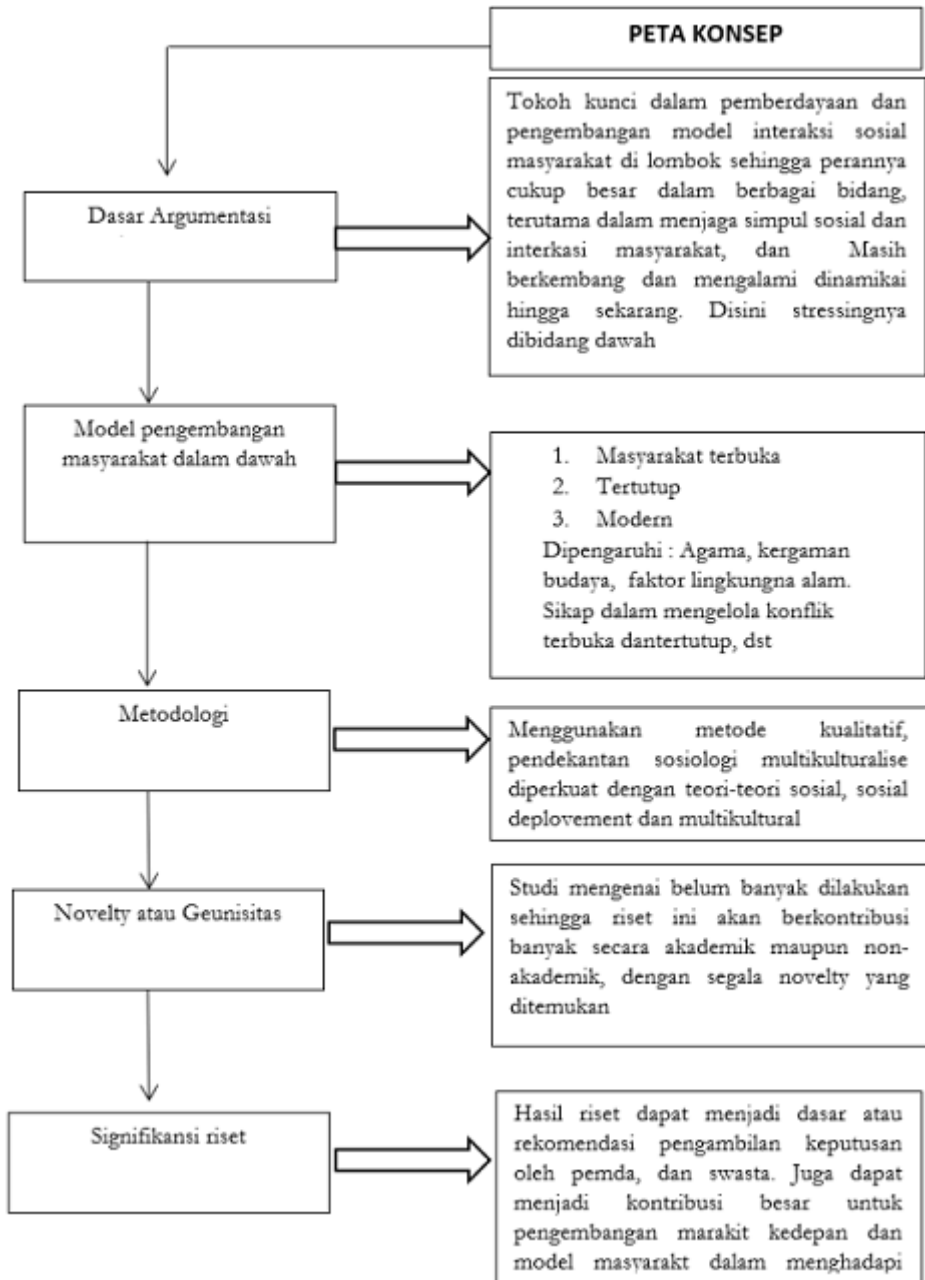 PETA KONSEP
Tokoh kunci dalam pemberdayaan dan
pengembangan model interaksi sosial
masyarakat di lombok sehingga perannya
cukup besar dalam berbagai bidang,
terutama dalam menjaga simpul sosial dan
interkasi masyarakat, dan Masih
berkembang dan mengalami dinamikai
hingga sekarang. Disini stressingnya
dibidang dawah
Dasar Argumentasi
Model pengembangan
masyarakat dalam dawah
1. Masyarakat terbuka
2. Tertutup
3. Modern
Dipengaruhi : Agama, kergaman
budaya, faktor lingkungna alam.
Sikap dalam mengelola konflik
terbuka dantertutup, dst
Metodologi
Menggunakan metode kualitatif,
pendekantan sosiologi multikulturalise
diperkuat dengan teori-teori sosial, sosial
deplovement dan multikultural
Novelty atau Geunisitas
Studi mengenai belum banyak dilakukan
sehingga riset ini akan berkontribusi
banyak secara akademik maupun non-
akademik, dengan segala novelty yang
ditemukan
Signifikansi riset
Hasil riset dapat menjadi dasar atau
rekomendasi pengambilan keputusan
oleh pemda, dan swasta. Juga dapat
menjadi kontribusi besar untuk
pengembangan marakit kedepan dan
model masyarakt dalam menghadapi